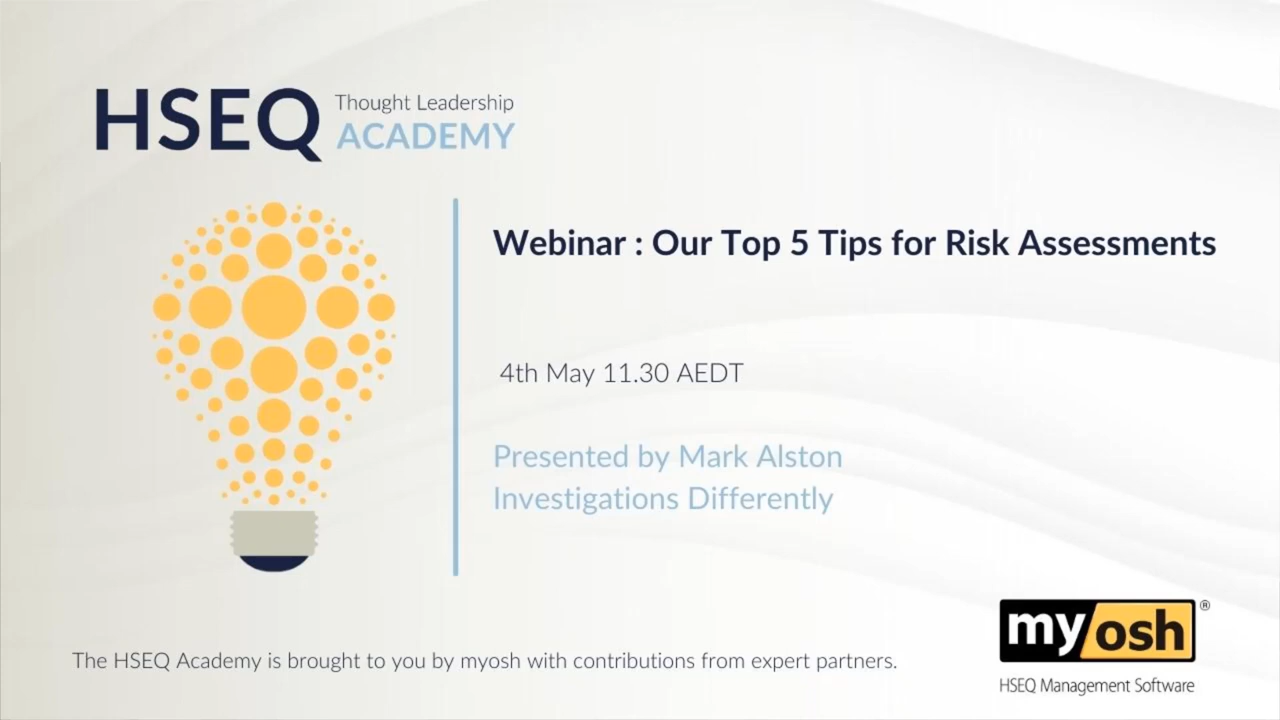 HSEQ
Thought Leadership
ACADEMY
Webinar : Our Top 5 Tips for Risk Assessments
4th May 11.30 AEDT
Presented by Mark Alston
Investigations Differently
The HSEQ Academy is brought to you by myosh with contributions from expert partners.
my/osh®
HSEQ Management Software